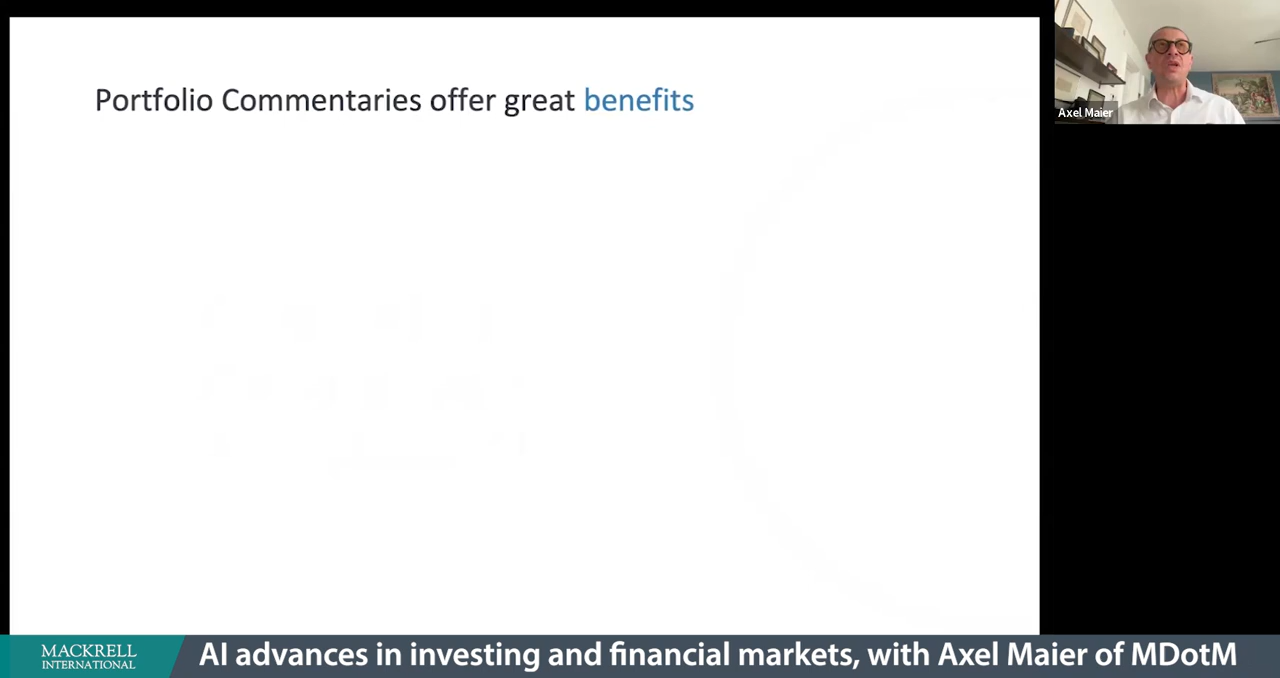 Portfolio Commentaries offer great benefits
Axel Maier
MACKRELL
INTERNATIONAL
AI advances in investing and financial markets, with Axel Maier of MDotM